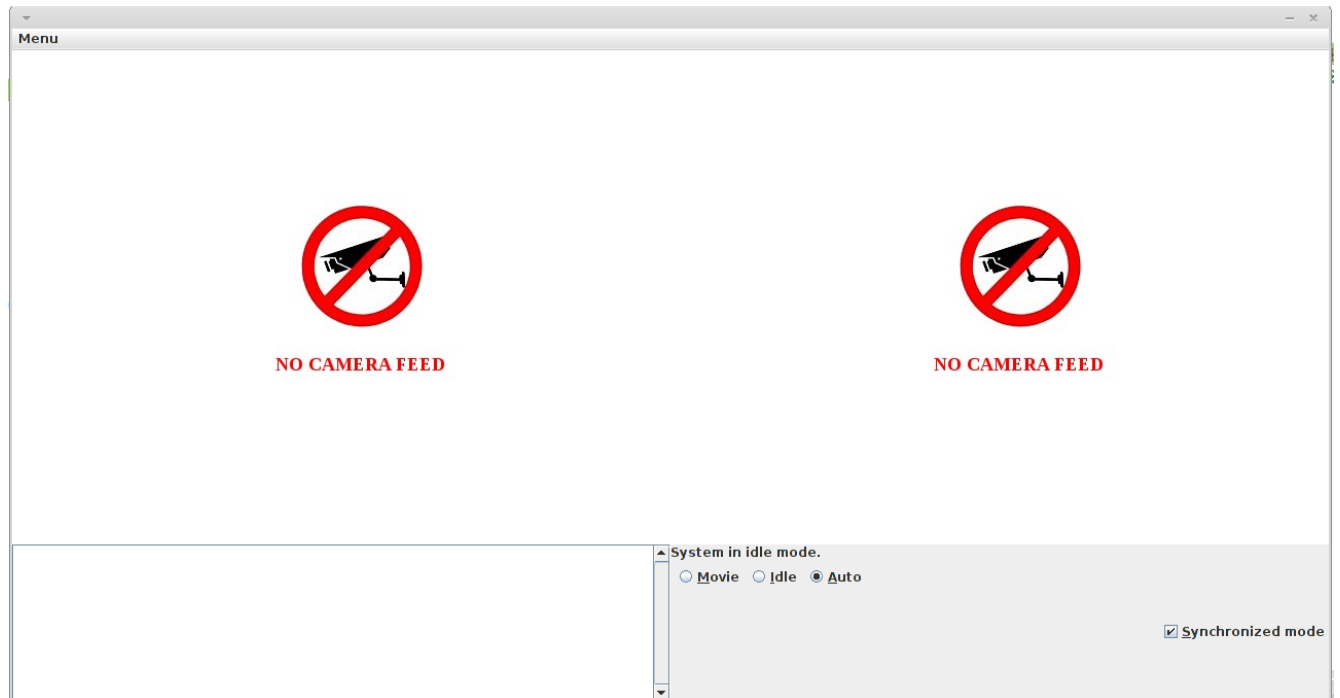 Menu
NO CAMERA FEED
NO CAMERA FEED
System in idle mode.
Movie Idle Auto
Synchronized mode